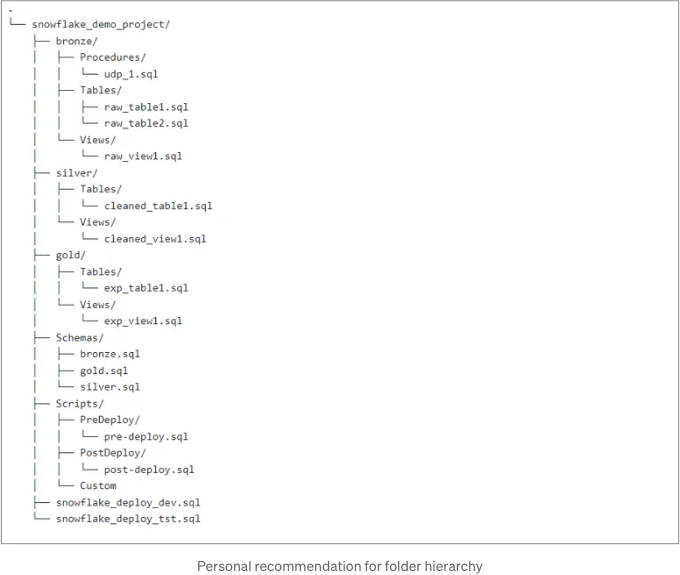 .
└── snowflake_demo_project/
    ├── bronze/
    │   ├── Procedures/
    │   │   └── udp_1.sql
    │   ├── Tables/
    │   │   ├── raw_table1.sql
    │   │   └── raw_table2.sql
    │   └── Views/
    │       └── raw_view1.sql
    ├── silver/
    │   ├── Tables/
    │   │   └── cleaned_table1.sql
    │   └── Views/
    │       └── cleaned_view1.sql
    ├── gold/
    │   ├── Tables/
    │   │   └── exp_table1.sql
    │   └── Views/
    │       └── exp_view1.sql
    ├── Schemas/
    │   ├── bronze.sql
    │   ├── gold.sql
    │   └── silver.sql
    ├── Scripts/
    │   ├── PreDeploy/
    │   │   └── pre-deploy.sql
    │   ├── PostDeploy/
    │   │   └── post-deploy.sql
    │   └── Custom
    ├── snowflake_deploy_dev.sql
    └── snowflake_deploy_tst.sql
Personal recommendation for folder hierarchy